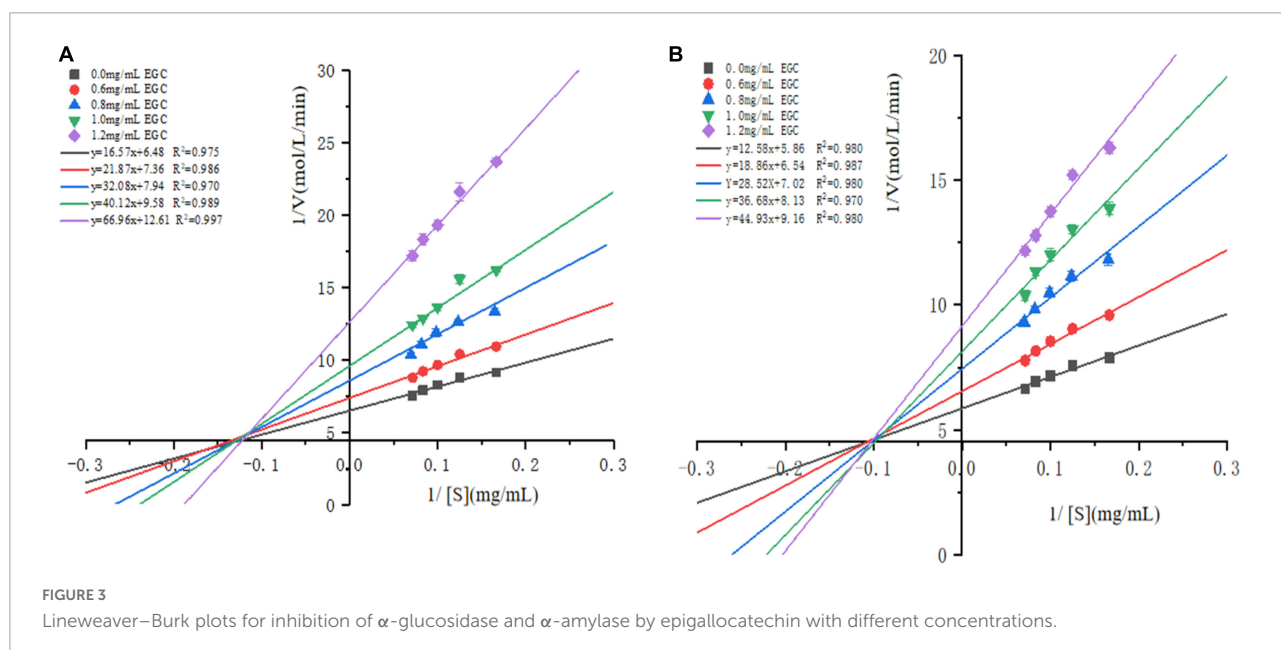 A
0.0mg/mL EGC
0.6mg/mL EGC
0.8mg/mL EGC
1.0mg/mL EGC
1.2mg/mL EGC
y=16.57x+6.48 R²=0.975
y=21.87x+7.36 R²=0.986
y=32.08x+7.94 R²=0.970
y=40.12x+9.58 R²=0.989
y=66.96x+12.61 R²=0.997
1/V(mol/L/min)
30
25
20
15
10
5
0
-0.3 -0.2 -0.1 0.0 0.1 0.2 0.3
1/ [S](mg/mL)
B
0.0mg/mL EGC
0.6mg/mL EGC
0.8mg/mL EGC
1.0mg/mL EGC
1.2mg/mL EGC
y=12.58x+5.86 R²=0.980
y=18.86x+6.54 R²=0.987
Y=28.52X+7.02 R²=0.980
y=36.68x+8.13 R²=0.970
y=44.93x+9.16 R²=0.980
1/V(mol/L/min)
20
15
10
5
0
-0.3 -0.2 -0.1 0.0 0.1 0.2 0.3
1/ [S](mg/mL)
FIGURE 3
Lineweaver–Burk plots for inhibition of α-glucosidase and α-amylase by epigallocatechin with different concentrations.